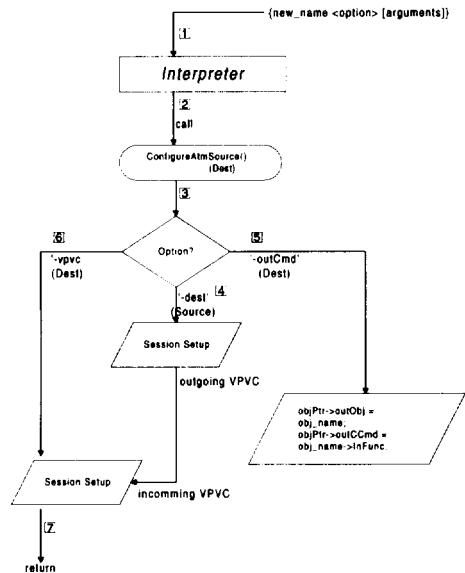 {new_name <option> [arguments]}
1
Interpreter
2
call
ConfigureAtmSource()
(Dest)
3
6
5
Option?
'-vpvc
(Dest)
'-outCmd'
(Dest)
4
'-dest'
(Source)
Session Setup
outgoing VPVC
objPtr->outObj =
obj_name;
objPtr->outCCmd =
obj_name->InFunc.
Session Setup
incomming VPVC
7
return